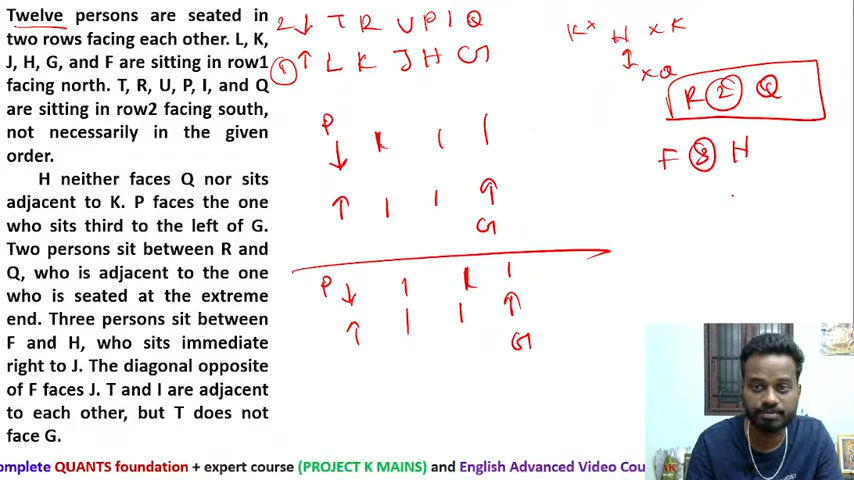 Twelve persons are seated in
two rows facing each other. L, K,
J, H, G, and F are sitting in row1
facing north. T, R, U, P, I, and Q
are sitting in row2 facing south,
not necessarily in the given
order.
H neither faces Q nor sits
adjacent to K. P faces the one
who sits third to the left of G.
Two persons sit between R and
Q, who is adjacent to the one
who is seated at the extreme
end. Three persons sit between
F and H, who sits immediate
right to J. The diagonal opposite
of F faces J. T and I are adjacent
to each other, but T does not
face G.
2 ↓ T R U P I Q
① ↑ L K J H G
P
↓
↑ | | ↑
G
P ↓
↑ | | ↑
G
K × H × K
↕
× Q
R ② Q
F ③ H
omplete QUANTS foundation + expert course (PROJECT K MAINS) and English Advanced Video Cou